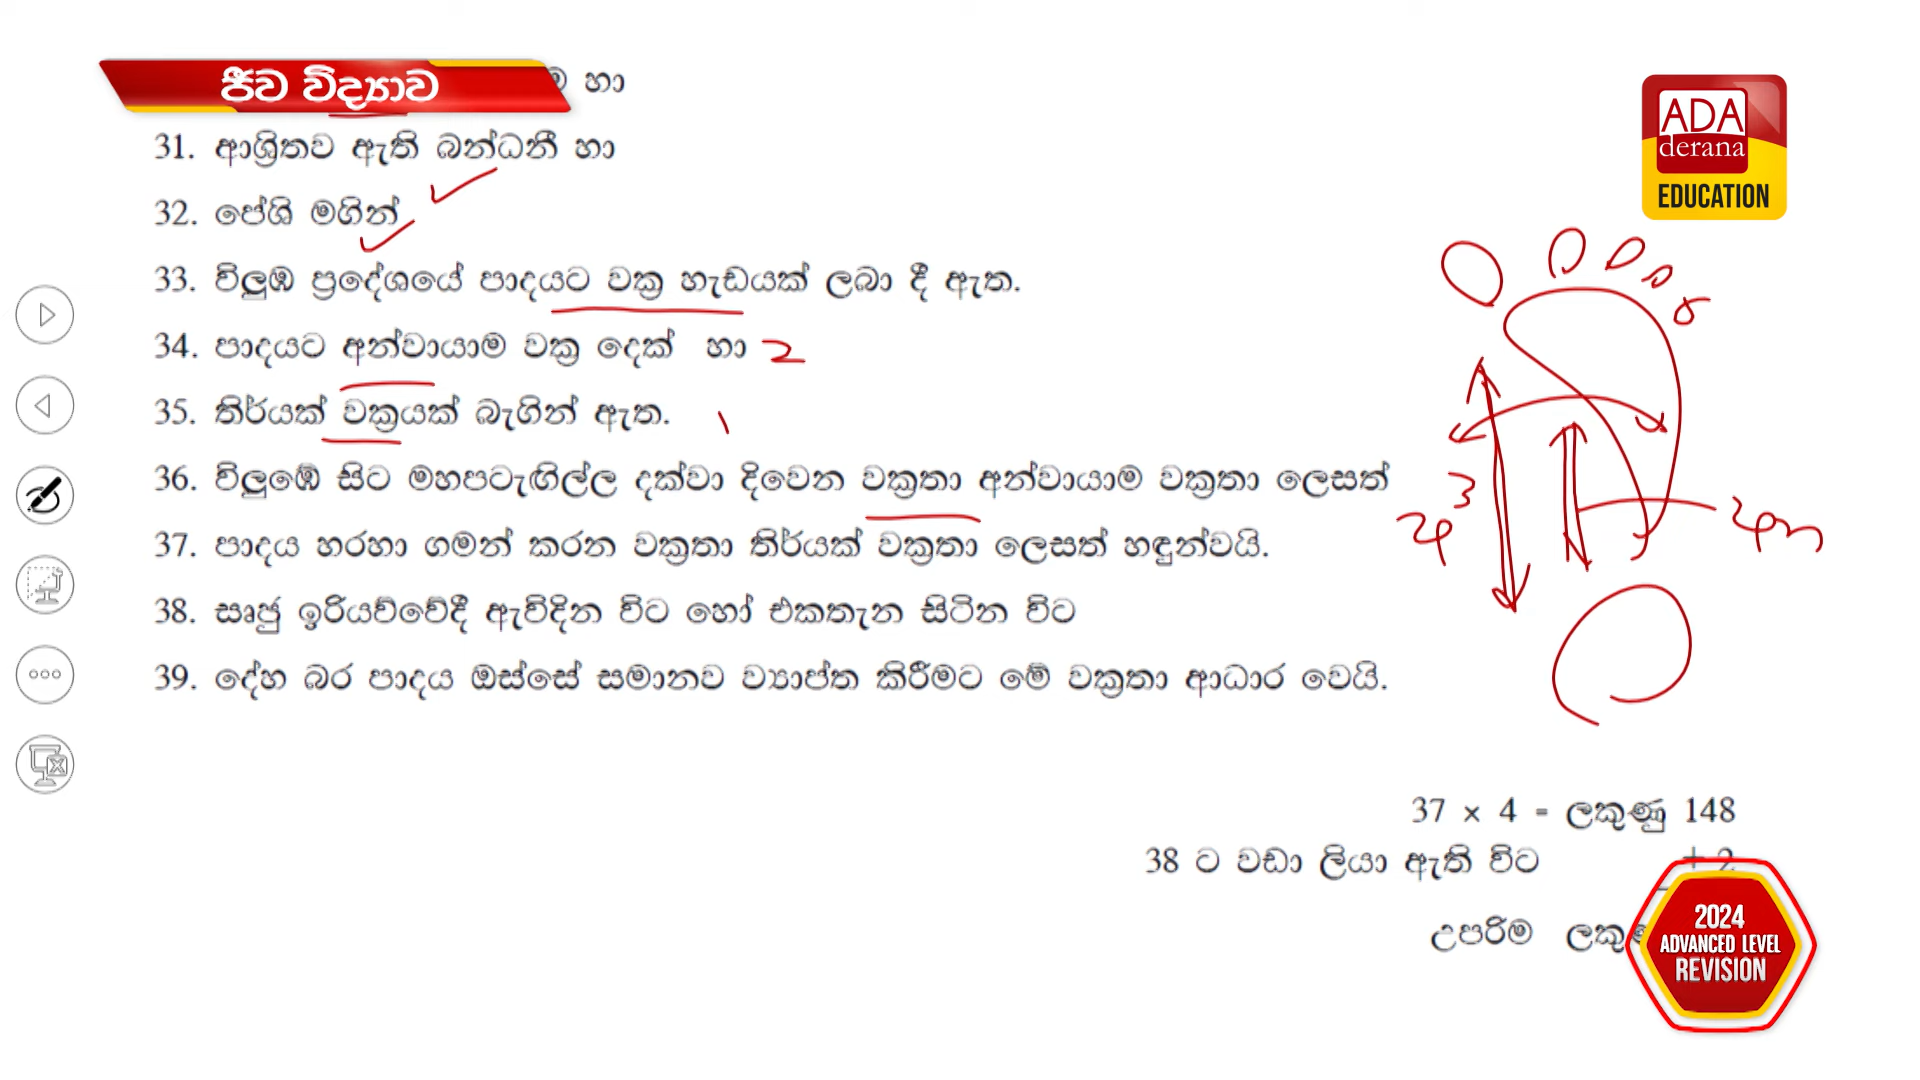 ජීව විද්‍යාව
හා
ADA
derana
EDUCATION
31. ආශ්‍රිතව ඇති බන්ධනී හා
32. පේශි මගින්
33. විලුඹ ප්‍රදේශයේ පාදයට වක්‍ර හැඩයක් ලබා දී ඇත.
34. පාදයට අන්වායාම වක්‍ර දෙක් හා 2
35. තිර්යක් වක්‍රයක් බැගින් ඇත. 1
36. විලුඹේ සිට මහපටැඟිල්ල දක්වා දිවෙන වක්‍රතා අන්වායාම වක්‍රතා ලෙසත්
37. පාදය හරහා ගමන් කරන වක්‍රතා තිර්යක් වක්‍රතා ලෙසත් හඳුන්වයි.
38. සෘජු ඉරියව්වේදී ඇවිදින විට හෝ එකතැන සිටින විට
39. දේහ බර පාදය ඔස්සේ සමානව ව්‍යාප්ත කිරීමට මේ වක්‍රතා ආධාර වෙයි.
37 × 4 = ලකුණු 148
38 ට වඩා ලියා ඇති විට + 2
උපරිම
2024
ADVANCED LEVEL
REVISION